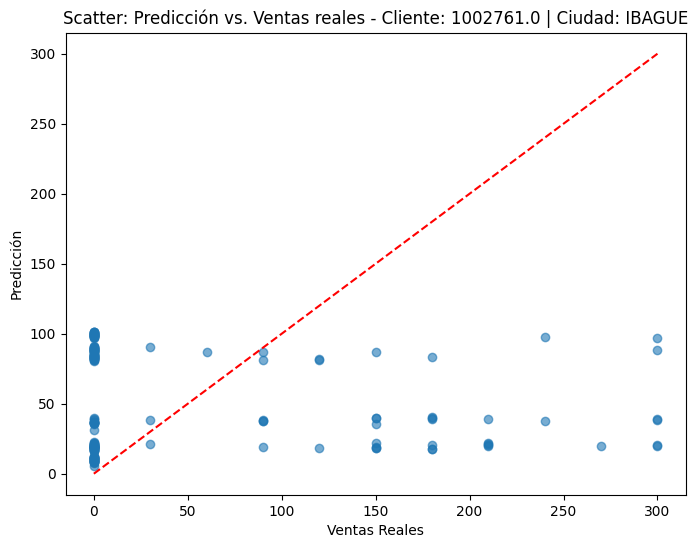 Scatter: Predicción vs. Ventas reales - Cliente: 1002761.0 | Ciudad: IBAGUE
300
250
200
150
100
50
0
Predicción
0 50 100 150 200 250 300
Ventas Reales